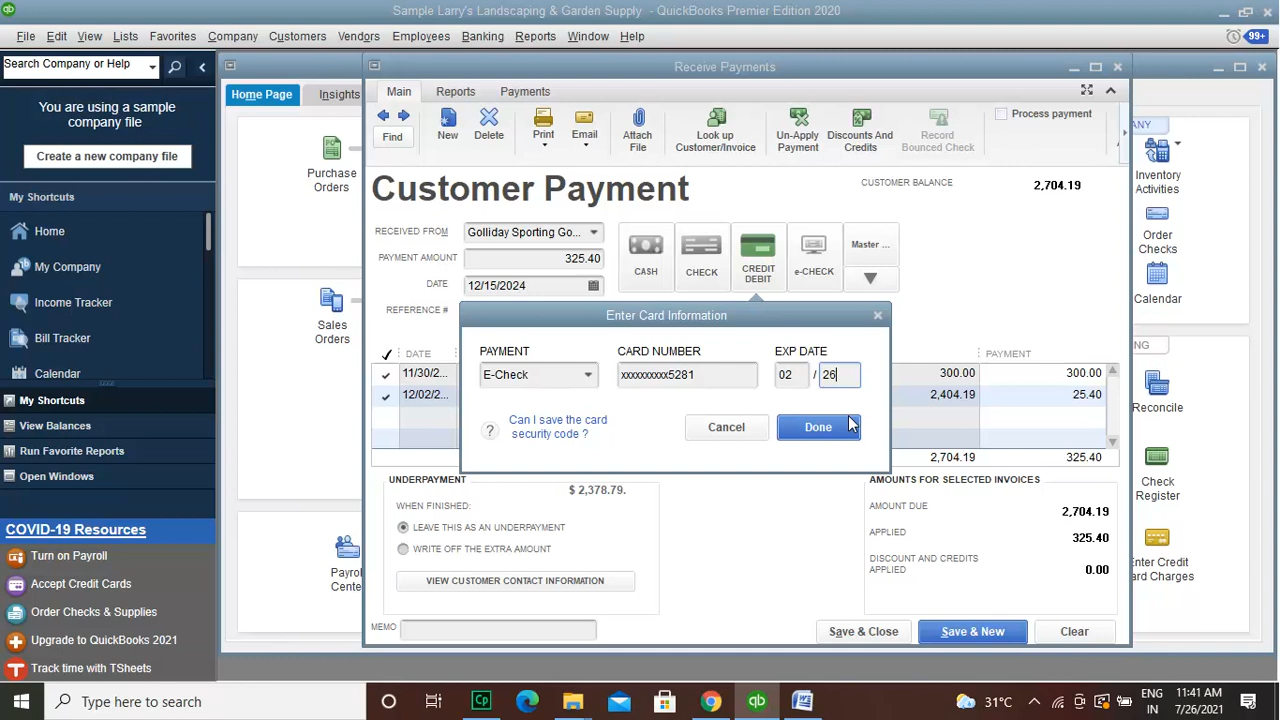 Sample Larry's Landscaping & Garden Supply - QuickBooks Premier Edition 2020
File Edit View Lists Favorites Company Customers Vendors Employees Banking Reports Window Help
99+
Search Company or Help
You are using a sample
company file
Create a new company file
My Shortcuts
Home
My Company
Income Tracker
Bill Tracker
Calendar
My Shortcuts
View Balances
Run Favorite Reports
Open Windows
COVID-19 Resources
Turn on Payroll
Accept Credit Cards
Order Checks & Supplies
Upgrade to QuickBooks 2021
Track time with TSheets
Home Page
Insights
Purchase
Orders
Sales
Orders
Payro
Cente
Receive Payments
Main Reports Payments
Find
New
Delete
Print
Email
Attach
File
Look up
Customer/Invoice
Un-Apply
Payment
Discounts And
Credits
Record
Bounced Check
Process payment
Customer Payment
CUSTOMER BALANCE 2,704.19
RECEIVED FROM Golliday Sporting Go...
PAYMENT AMOUNT 325.40
DATE 12/15/2024
REFERENCE #
CASH
CHECK
CREDIT
DEBIT
e-CHECK
Master ...
Enter Card Information
PAYMENT CARD NUMBER EXP DATE
E-Check xxxxxxxxxx5281 02 / 26
? Can I save the card
security code ?
Cancel Done
DATE PAYMENT
11/30/2... 300.00 300.00
12/02/2... 2,404.19 25.40
2,704.19 325.40
UNDERPAYMENT
$ 2,378.79.
WHEN FINISHED:
LEAVE THIS AS AN UNDERPAYMENT
WRITE OFF THE EXTRA AMOUNT
VIEW CUSTOMER CONTACT INFORMATION
AMOUNTS FOR SELECTED INVOICES
AMOUNT DUE 2,704.19
APPLIED 325.40
DISCOUNT AND CREDITS
APPLIED 0.00
MEMO
Save & Close Save & New Clear
ANY
Inventory
Activities
Order
Checks
Calendar
NG
Reconcile
Check
Register
Enter Credit
ard Charges
Type here to search
31°C
ENG
IN
11:41 AM
7/26/2021